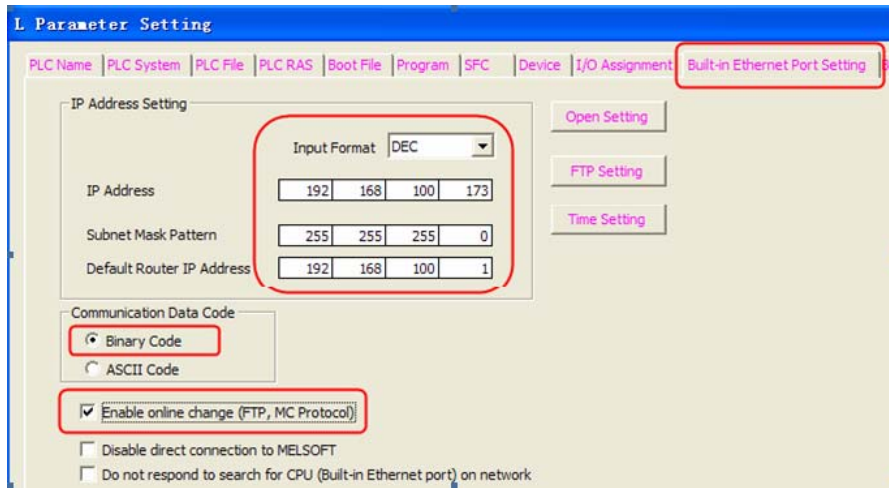 L Parameter Setting
PLC Name PLC System PLC File PLC RAS Boot File Program SFC Device I/O Assignment Built-in Ethernet Port Setting
IP Address Setting
Input Format DEC
IP Address 192 168 100 173
Subnet Mask Pattern 255 255 255 0
Default Router IP Address 192 168 100 1
Open Setting
FTP Setting
Time Setting
Communication Data Code
Binary Code
ASCII Code
Enable online change (FTP, MC Protocol)
Disable direct connection to MELSOFT
Do not respond to search for CPU (Built-in Ethernet port) on network